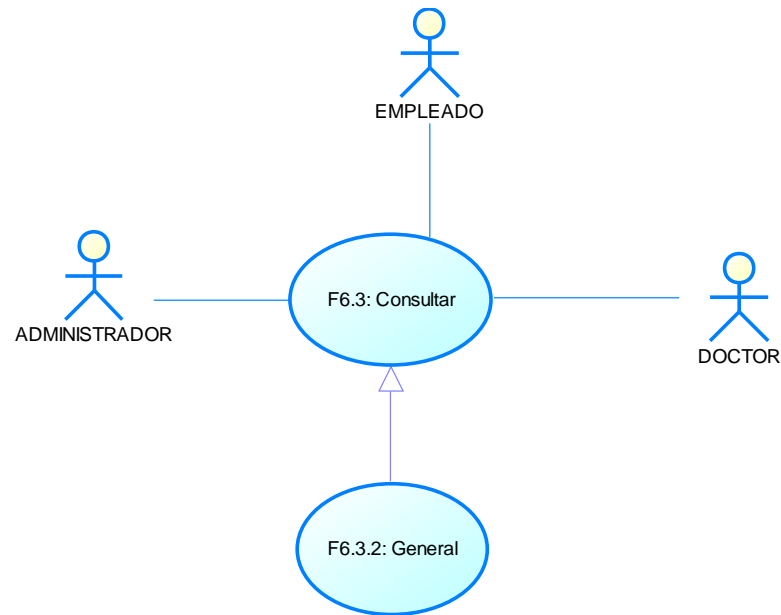 EMPLEADO
F6.3: Consultar
ADMINISTRADOR
DOCTOR
F6.3.2: General